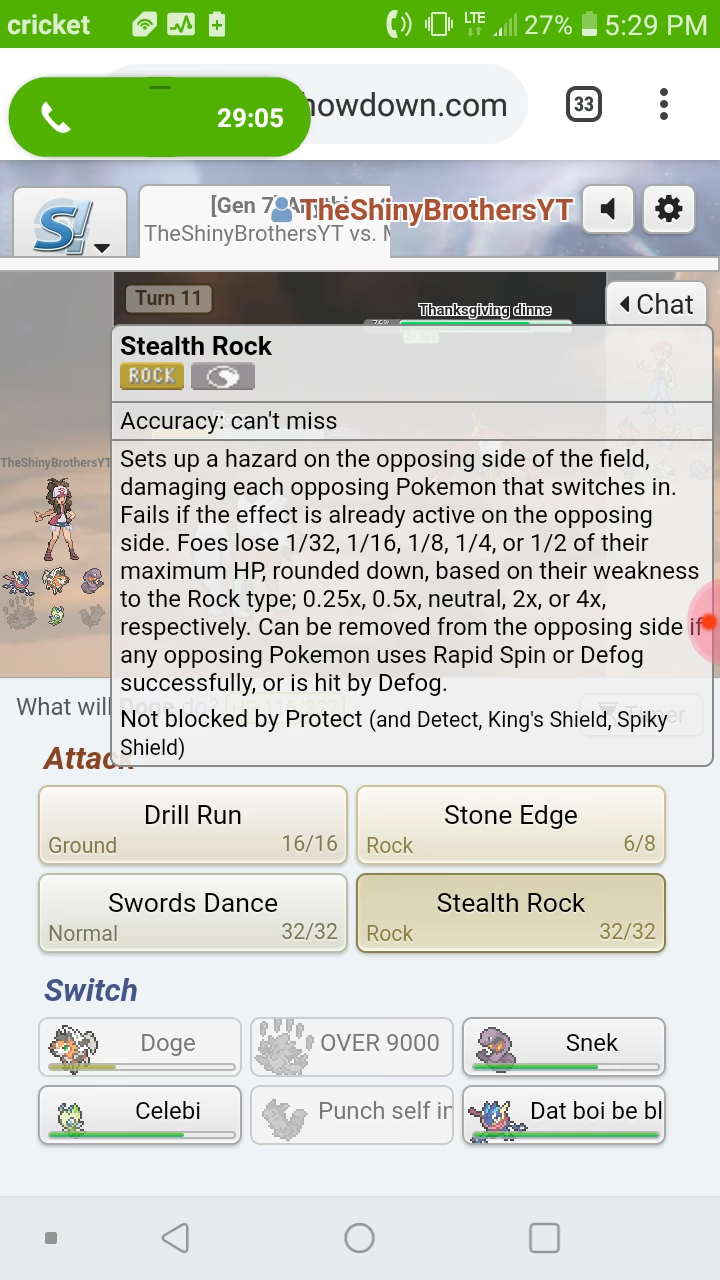 cricket
LTE
27%
5:29 PM
29:05
howdown.com
33
[Gen 7]
TheShinyBrothersYT
TheShinyBrothersYT vs.
Turn 11
Thanksgiving dinne
Chat
76%
Stealth Rock
ROCK
Accuracy: can't miss
Sets up a hazard on the opposing side of the field,
damaging each opposing Pokemon that switches in.
Fails if the effect is already active on the opposing
side. Foes lose 1/32, 1/16, 1/8, 1/4, or 1/2 of their
maximum HP, rounded down, based on their weakness
to the Rock type; 0.25x, 0.5x, neutral, 2x, or 4x,
respectively. Can be removed from the opposing side if
any opposing Pokemon uses Rapid Spin or Defog
successfully, or is hit by Defog.
Not blocked by Protect (and Detect, King's Shield, Spiky
Shield)
TheShinyBrothersYT
What will Doge do?
Timer
Attack
Drill Run
Ground 16/16
Stone Edge
Rock 6/8
Swords Dance
Normal 32/32
Stealth Rock
Rock 32/32
Switch
Doge
OVER 9000
Snek
Celebi
Punch self in
Dat boi be bl